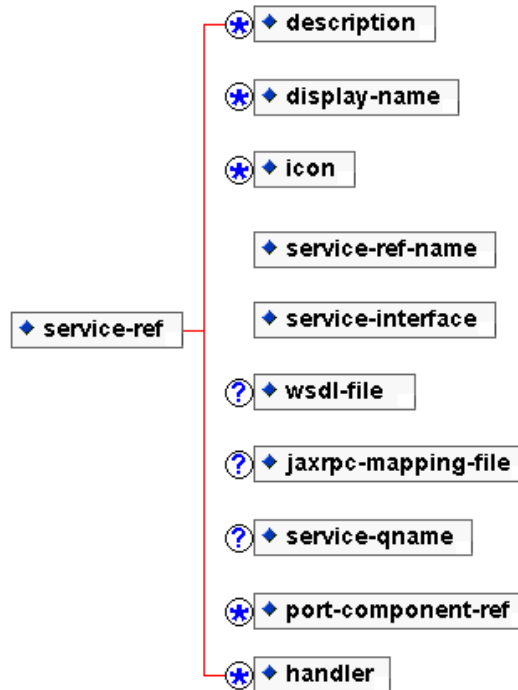 * description
* display-name
* icon
service-ref-name
service-ref
service-interface
? wsdl-file
? jaxrpc-mapping-file
? service-qname
* port-component-ref
* handler